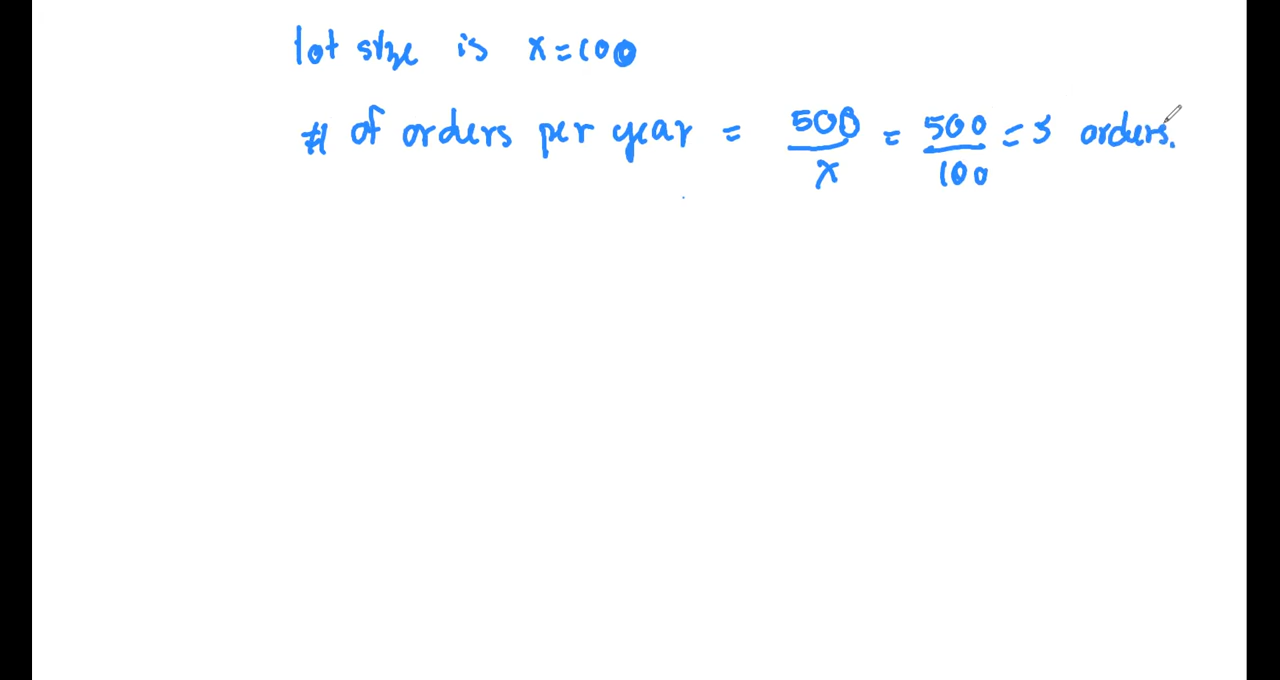 lot size is x=100
# of orders per year = 500/x = 500/100 = 5 orders.